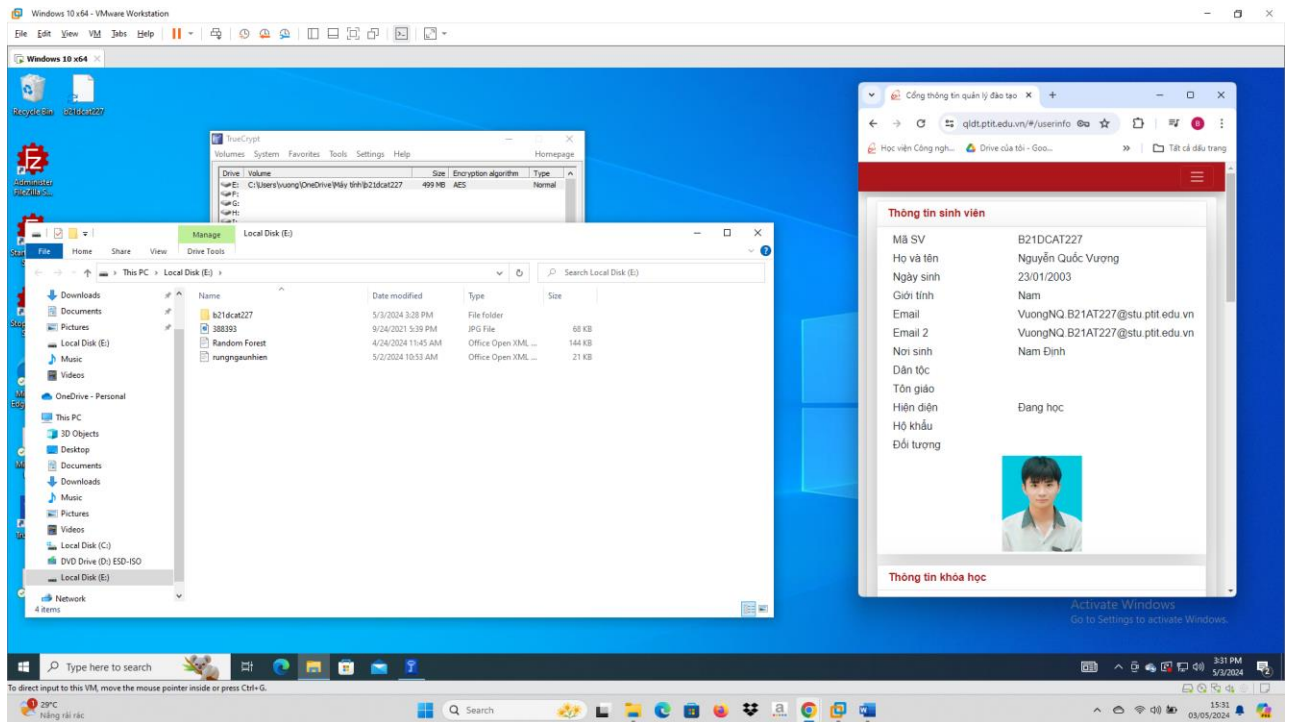 Windows 10 x64 - VMware Workstation
File Edit View VM Tabs Help
Windows 10 x64
Recycle Bin b21dcat227
TrueCrypt
Volumes System Favorites Tools Settings Help Homepage
Drive Volume Size Encryption algorithm Type
E: C:\Users\vuong\OneDrive\Máy tính\b21dcat227 499 MB AES Normal
F:
G:
H:
Manage Local Disk (E:)
File Home Share View Drive Tools
This PC > Local Disk (E:) > Search Local Disk (E:)
Name Date modified Type Size
b21dcat227 5/3/2024 3:28 PM File folder
388393 9/24/2021 5:39 PM JPG File 68 KB
Random Forest 4/24/2024 11:45 AM Office Open XML ... 144 KB
rungngaunhien 5/2/2024 10:53 AM Office Open XML ... 21 KB
Downloads
Documents
Pictures
Local Disk (E:)
Music
Videos
OneDrive - Personal
This PC
3D Objects
Desktop
Documents
Downloads
Music
Pictures
Videos
Local Disk (C:)
DVD Drive (D:) ESD-ISO
Local Disk (E:)
Network
4 items
Cổng thông tin quản lý đào tạo
qldt.ptit.edu.vn/#/userinfo
B
Học viện Công ngh... Drive của tôi - Goo... Tất cả dấu trang
Thông tin sinh viên
Mã SV B21DCAT227
Họ và tên Nguyễn Quốc Vượng
Ngày sinh 23/01/2003
Giới tính Nam
Email VuongNQ.B21AT227@stu.ptit.edu.vn
Email 2 VuongNQ.B21AT227@stu.ptit.edu.vn
Nơi sinh Nam Định
Dân tộc
Tôn giáo
Hiện diện Đang học
Hộ khẩu
Đối tượng
Thông tin khóa học
Activate Windows
Go to Settings to activate Windows.
Type here to search
3:31 PM
5/3/2024
To direct input to this VM, move the mouse pointer inside or press Ctrl+G.
29°C
Nắng rải rác
Search
15:31
03/05/2024